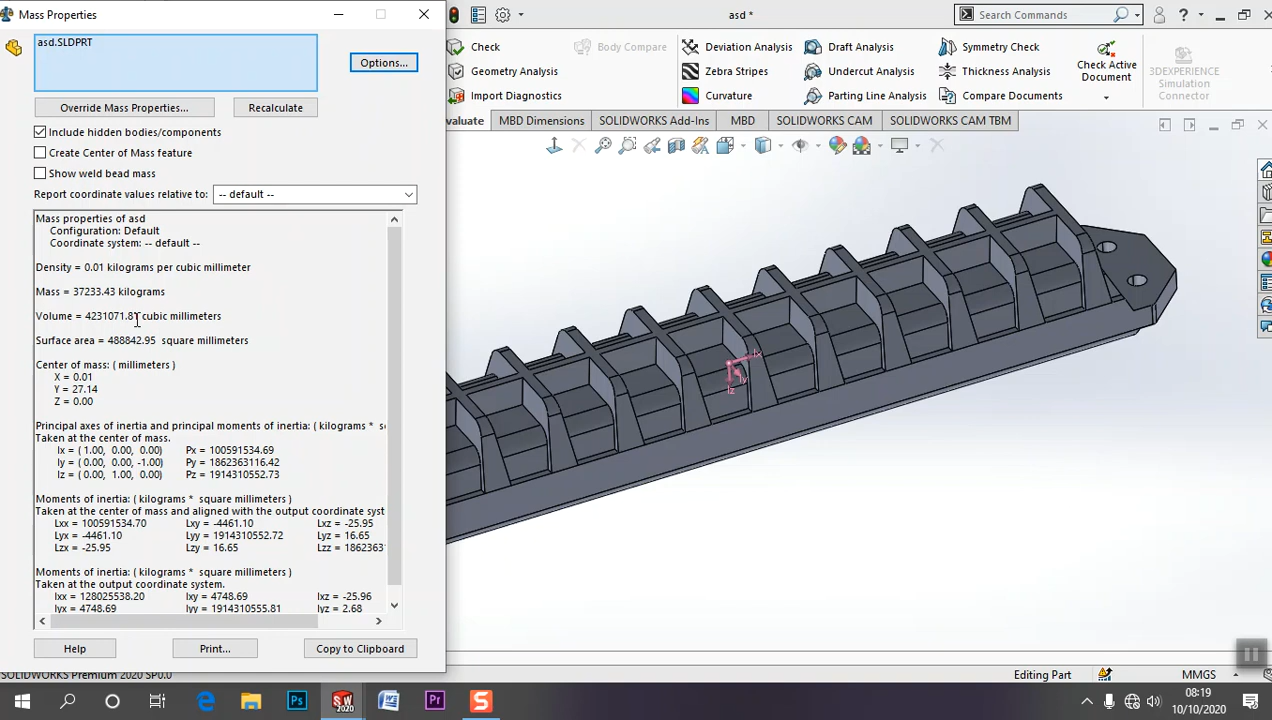 Mass Properties
asd *
Search Commands
asd.SLDPRT
Options...
Override Mass Properties...
Recalculate
Include hidden bodies/components
Create Center of Mass feature
Show weld bead mass
Report coordinate values relative to:
-- default --
Mass properties of asd
Configuration: Default
Coordinate system: -- default --
Density = 0.01 kilograms per cubic millimeter
Mass = 37233.43 kilograms
Volume = 4231071.81 cubic millimeters
Surface area = 488842.95 square millimeters
Center of mass: ( millimeters )
X = 0.01
Y = 27.14
Z = 0.00
Principal axes of inertia and principal moments of inertia: ( kilograms *
Taken at the center of mass.
Ix = ( 1.00, 0.00, 0.00) Px = 100591534.69
Iy = ( 0.00, 0.00, -1.00) Py = 1862363116.42
Iz = ( 0.00, 1.00, 0.00) Pz = 1914310552.73
Moments of inertia: ( kilograms * square millimeters )
Taken at the center of mass and aligned with the output coordinate syst
Lxx = 100591534.70 Lxy = -4461.10 Lxz = -25.95
Lyx = -4461.10 Lyy = 1914310552.72 Lyz = 16.65
Lzx = -25.95 Lzy = 16.65 Lzz = 1862363
Moments of inertia: ( kilograms * square millimeters )
Taken at the output coordinate system.
Ixx = 128025538.20 Ixy = 4748.69 Ixz = -25.96
Iyx = 4748.69 Iyy = 1914310555.81 Iyz = 2.68
Help
Print...
Copy to Clipboard
Check
Body Compare
Deviation Analysis
Draft Analysis
Symmetry Check
Geometry Analysis
Zebra Stripes
Undercut Analysis
Thickness Analysis
Import Diagnostics
Curvature
Parting Line Analysis
Compare Documents
Check Active
Document
3DEXPERIENCE
Simulation
Connector
valuate
MBD Dimensions
SOLIDWORKS Add-Ins
MBD
SOLIDWORKS CAM
SOLIDWORKS CAM TBM
Ix
Iy
Iz
SOLIDWORKS Premium 2020 SP0.0
Editing Part
MMGS
SW
2020
Ps
Pr
S
08:19
10/10/2020